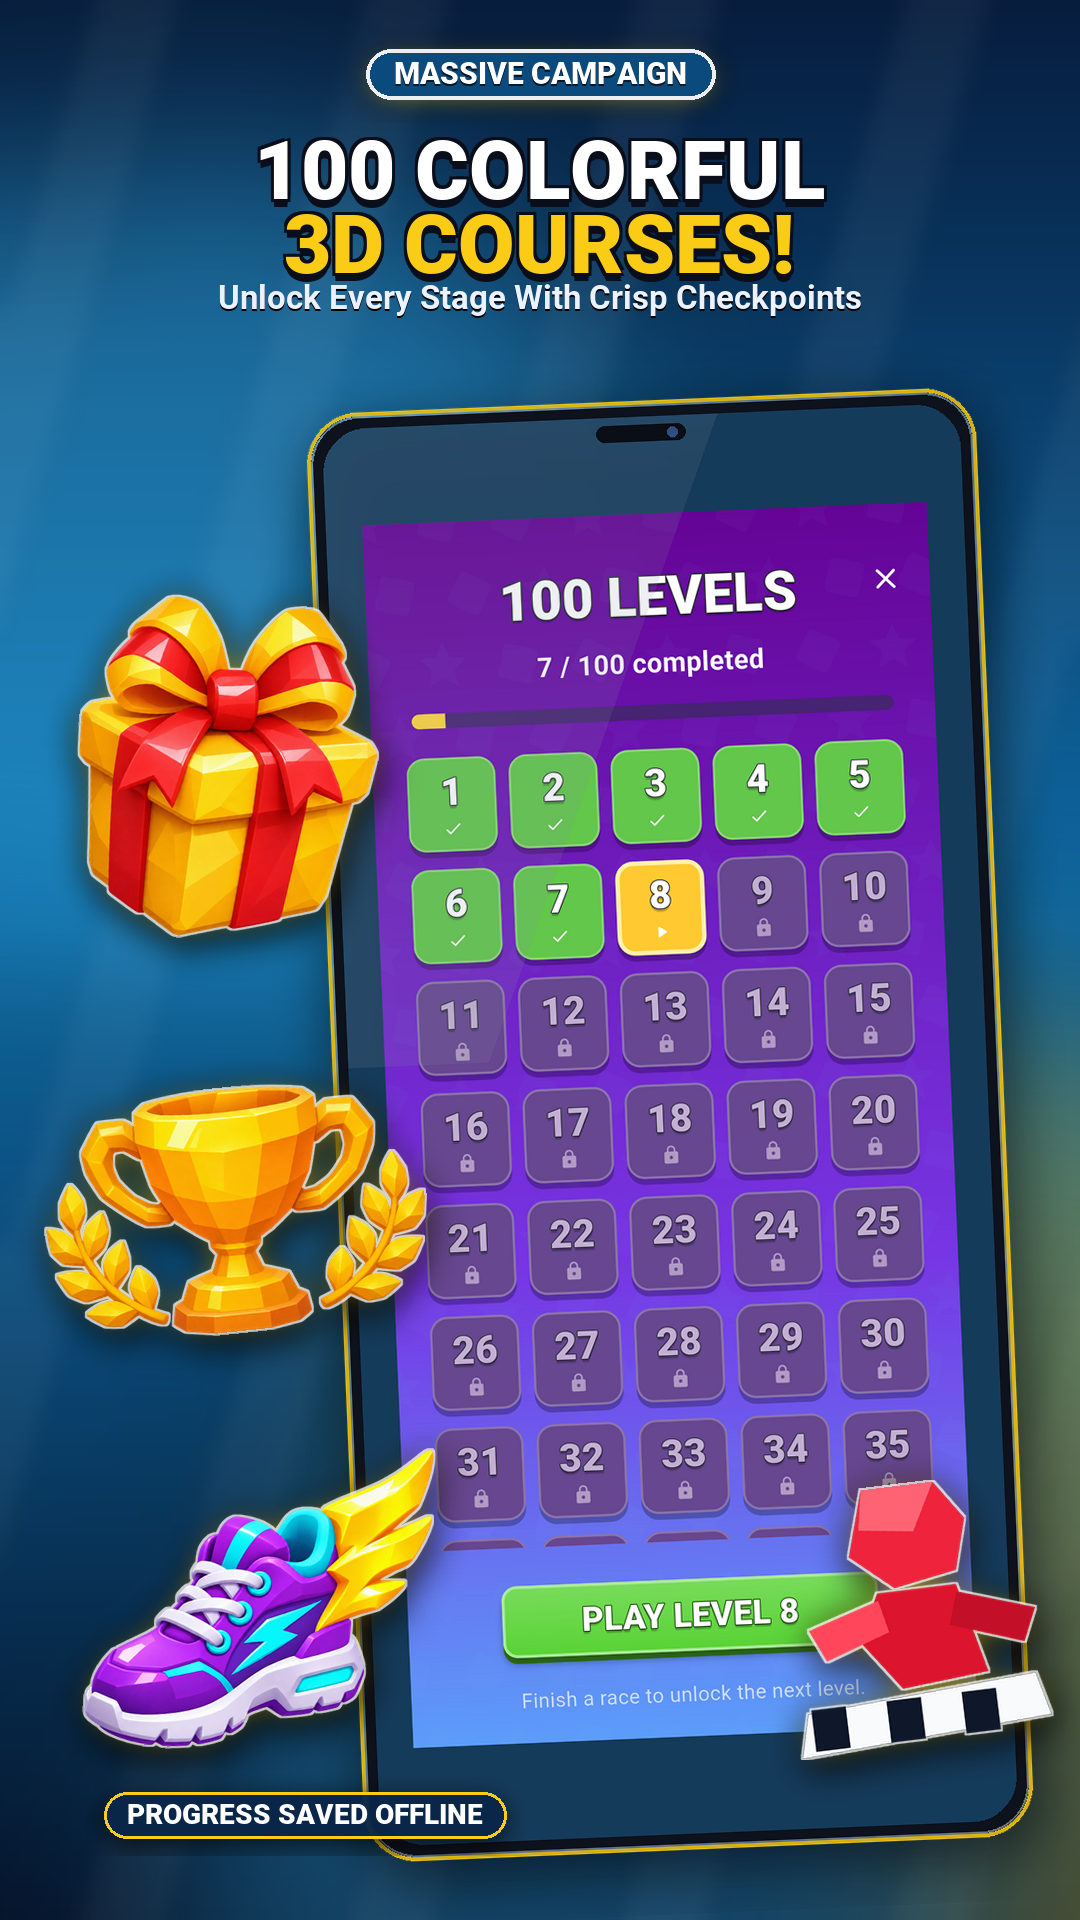 MASSIVE CAMPAIGN
100 COLORFUL
3D COURSES!
Unlock Every Stage With Crisp Checkpoints
100 LEVELS
7 / 100 completed
1 2 3 4 5
6 7 8 9 10
11 12 13 14 15
16 17 18 19 20
21 22 23 24 25
26 27 28 29 30
31 32 33 34 35
PLAY LEVEL 8
Finish a race to unlock the next level.
PROGRESS SAVED OFFLINE